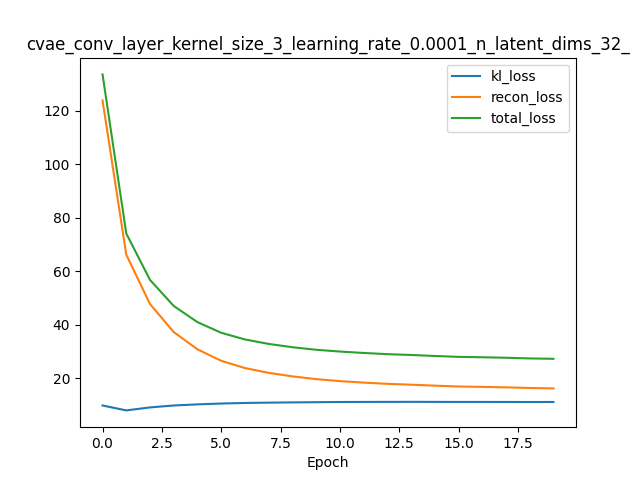 cvae_conv_layer_kernel_size_3_learning_rate_0.0001_n_latent_dims_32_
kl_loss
recon_loss
total_loss
120
100
80
60
40
20
0.0 2.5 5.0 7.5 10.0 12.5 15.0 17.5
Epoch